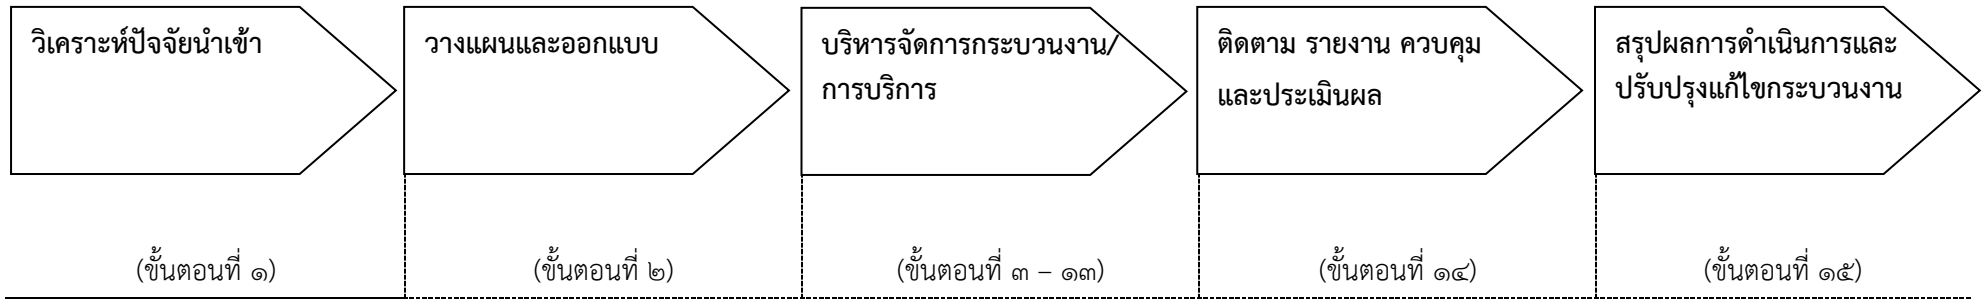 วิเคราะห์ปัจจัยนำเข้า
วางแผนและออกแบบ
บริหารจัดการกระบวนงาน/
การบริการ
ติดตาม รายงาน ควบคุม
และประเมินผล
สรุปผลการดำเนินการและ
ปรับปรุงแก้ไขกระบวนงาน
(ขั้นตอนที่ ๑)
(ขั้นตอนที่ ๒)
(ขั้นตอนที่ ๓ – ๑๓)
(ขั้นตอนที่ ๑๔)
(ขั้นตอนที่ ๑๕)